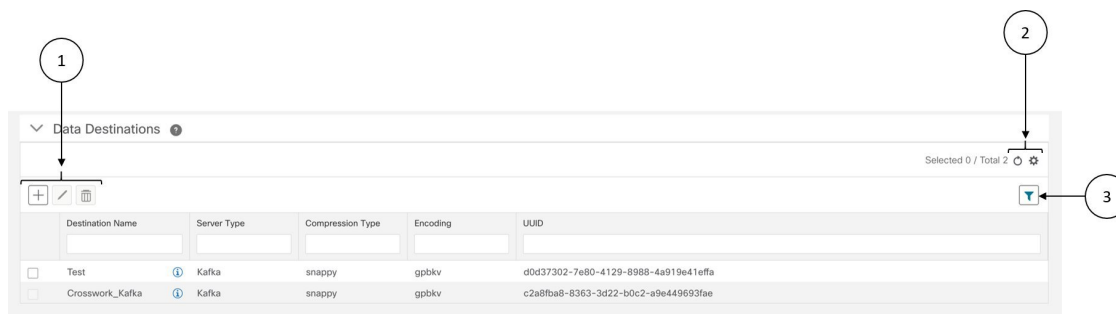 2
1
Data Destinations ?
Selected 0 / Total 2
3
Destination Name Server Type Compression Type Encoding UUID
Test i Kafka snappy gpbkv d0d37302-7e80-4129-8988-4a919e41effa
Crosswork_Kafka i Kafka snappy gpbkv c2a8fba8-8363-3d22-b0c2-a9e449693fae